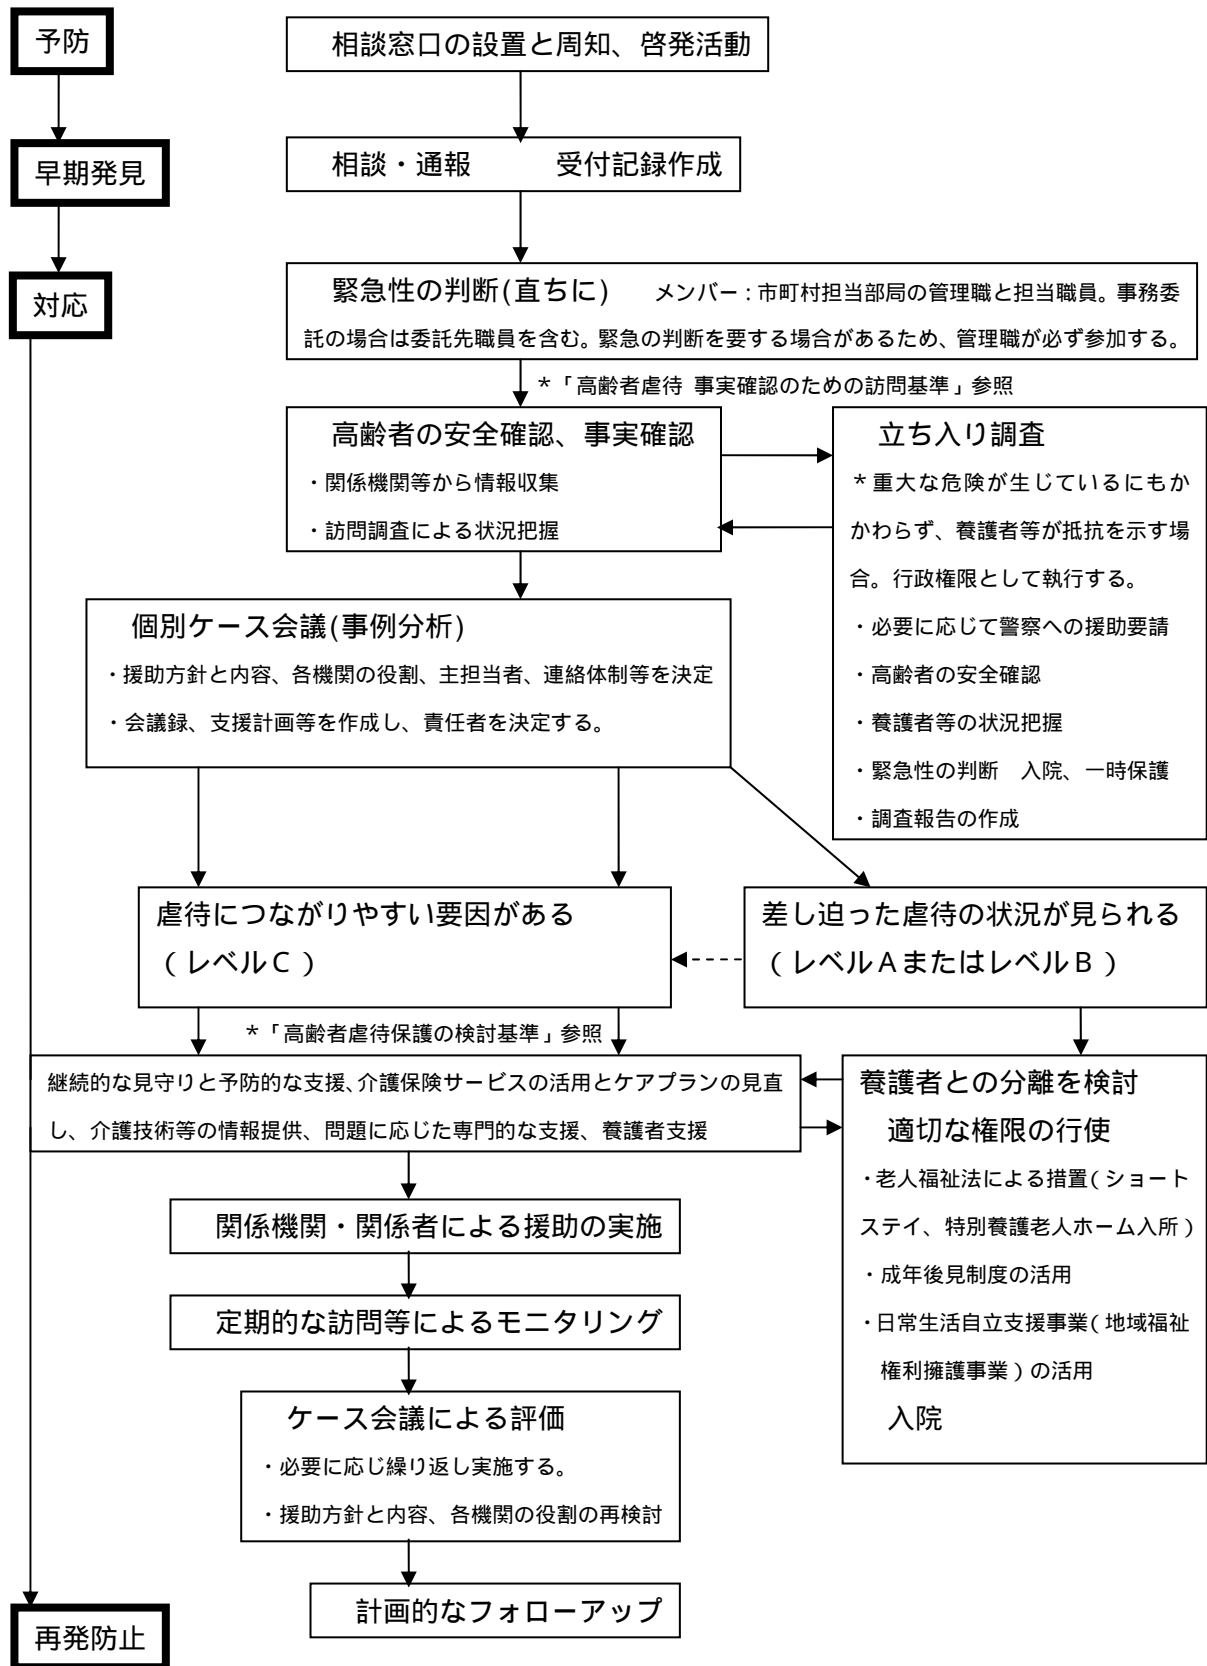 予防
相談窓口の設置と周知、啓発活動
早期発見
相談・通報　　　受付記録作成
対応
緊急性の判断(直ちに)　メンバー：市町村担当部局の管理職と担当職員。事務委
託の場合は委託先職員を含む。緊急の判断を要する場合があるため、管理職が必ず参加する。
＊「高齢者虐待 事実確認のための訪問基準」参照
高齢者の安全確認、事実確認
・関係機関等から情報収集
・訪問調査による状況把握
立ち入り調査
＊重大な危険が生じているにもか
かわらず、養護者等が抵抗を示す場
合。行政権限として執行する。
・必要に応じて警察への援助要請
・高齢者の安全確認
・養護者等の状況把握
・緊急性の判断　入院、一時保護
・調査報告の作成
個別ケース会議(事例分析)
・援助方針と内容、各機関の役割、主担当者、連絡体制等を決定
・会議録、支援計画等を作成し、責任者を決定する。
虐待につながりやすい要因がある
（レベルＣ）
差し迫った虐待の状況が見られる
（レベルＡまたはレベルＢ）
＊「高齢者虐待保護の検討基準」参照
継続的な見守りと予防的な支援、介護保険サービスの活用とケアプランの見直
し、介護技術等の情報提供、問題に応じた専門的な支援、養護者支援
養護者との分離を検討
適切な権限の行使
・老人福祉法による措置（ショート
ステイ、特別養護老人ホーム入所）
・成年後見制度の活用
・日常生活自立支援事業（地域福祉
権利擁護事業）の活用
入院
関係機関・関係者による援助の実施
定期的な訪問等によるモニタリング
ケース会議による評価
・必要に応じ繰り返し実施する。
・援助方針と内容、各機関の役割の再検討
計画的なフォローアップ
再発防止